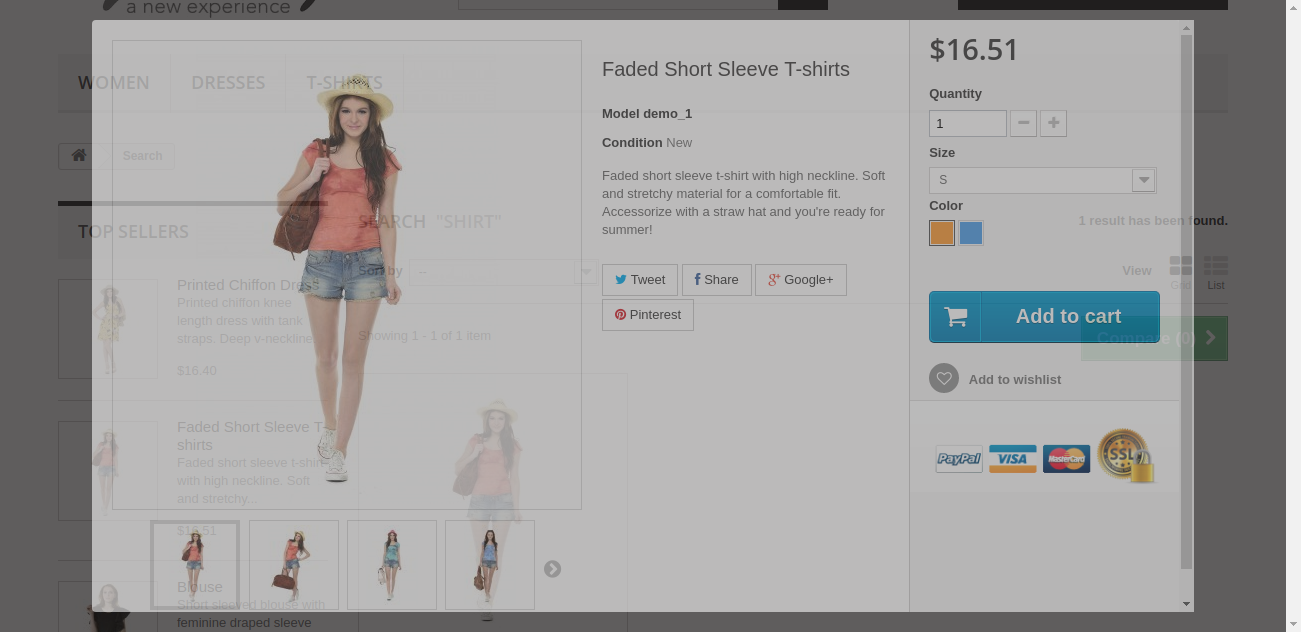 a new experience
WOMEN
DRESSES
T-SHIRTS
Search
TOP SELLERS
Printed Chiffon Dress
Printed chiffon knee
length dress with tank
straps. Deep v-neckline.
$16.40
Faded Short Sleeve T-
shirts
Faded short sleeve t-shirt
with high neckline. Soft
and stretchy...
$16.51
Blouse
Short sleeved blouse with
feminine draped sleeve
SEARCH "SHIRT"
1 result has been found.
Sort by
--
View
Grid
List
Showing 1 - 1 of 1 item
Compare (0)
Faded Short Sleeve T-shirts
Model demo_1
Condition New
Faded short sleeve t-shirt with high neckline. Soft
and stretchy material for a comfortable fit.
Accessorize with a straw hat and you're ready for
summer!
Tweet
Share
Google+
Pinterest
$16.51
Quantity
1
Size
S
Color
Add to cart
Add to wishlist
PayPal
VISA
MasterCard
SSL